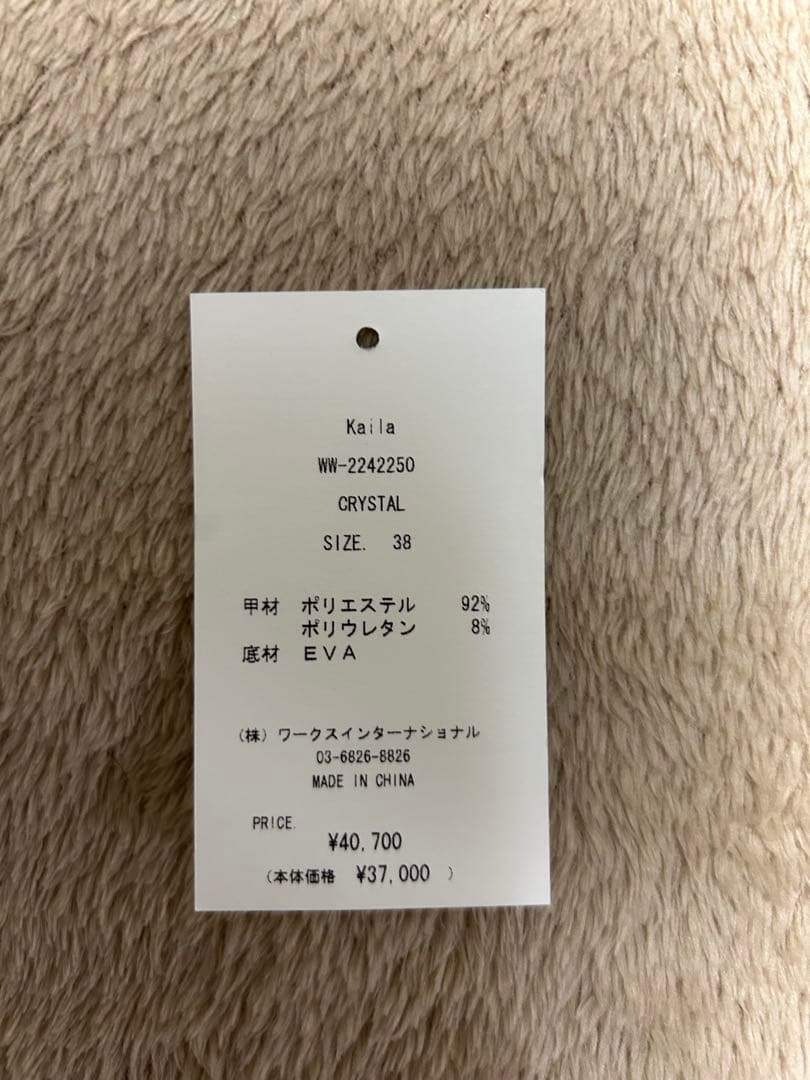 Kaila
WW-2242250
CRYSTAL
SIZE. 38
甲材 ポリエステル 92%
ポリウレタン 8%
底材 EVA
(株)ワークスインターナショナル
03-6826-8826
MADE IN CHINA
PRICE.
¥40,700
(本体価格 ¥37,000 )